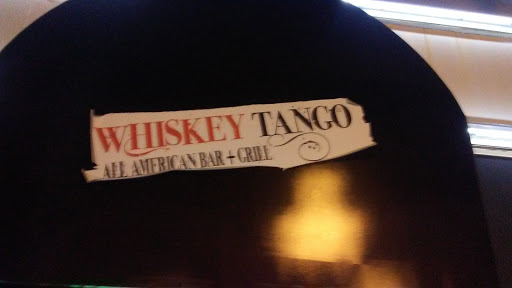 WHISKEY TANGO
ALL AMERICAN BAR + GRILL